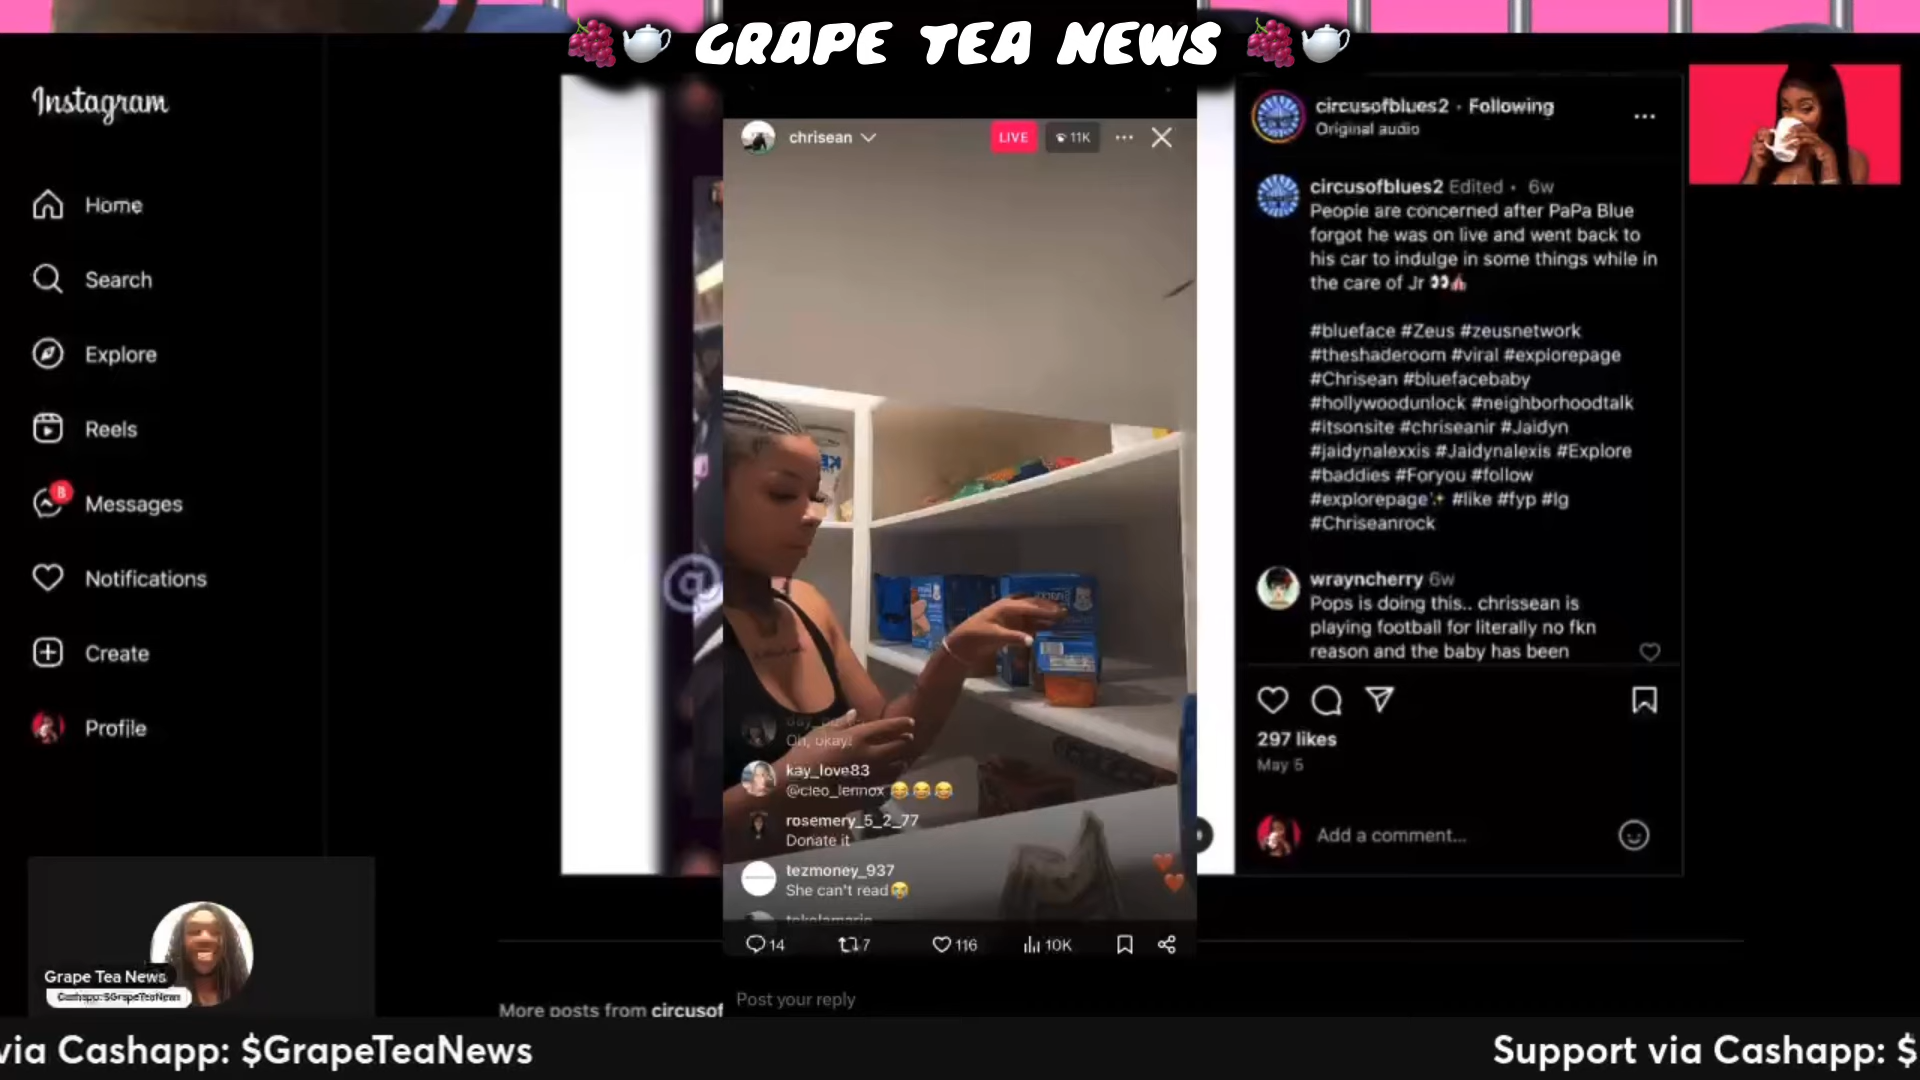 GRAPE TEA NEWS
Instagram
Home
Search
Explore
Reels
8
Messages
Notifications
Create
Profile
Grape Tea News
Cashapp: $GrapeTeaNews
chrisean
LIVE
11K
@
Oh, okay!
kay_love83
@cleo_lennox
rosemery_5_2_77
Donate it
tezmoney_937
She can't read
14
7
116
10K
Post your reply
More posts from circusof
circusofblues2 • Following
Original audio
circusofblues2 Edited • 6w
People are concerned after PaPa Blue
forgot he was on live and went back to
his car to indulge in some things while in
the care of Jr 👀
#blueface #Zeus #zeusnetwork
#theshaderoom #viral #explorepage
#Chrisean #bluefacebaby
#hollywoodunlock #neighborhoodtalk
#itsonsite #chriseanir #Jaidyn
#jaidynalexxis #Jaidynalexis #Explore
#baddies #Foryou #follow
#explorepage✨ #like #fyp #Ig
#Chriseanrock
wrayncherry 6w
Pops is doing this.. chrissean is
playing football for literally no fkn
reason and the baby has been
297 likes
May 5
Add a comment...
via Cashapp: $GrapeTeaNews
Support via Cashapp: $